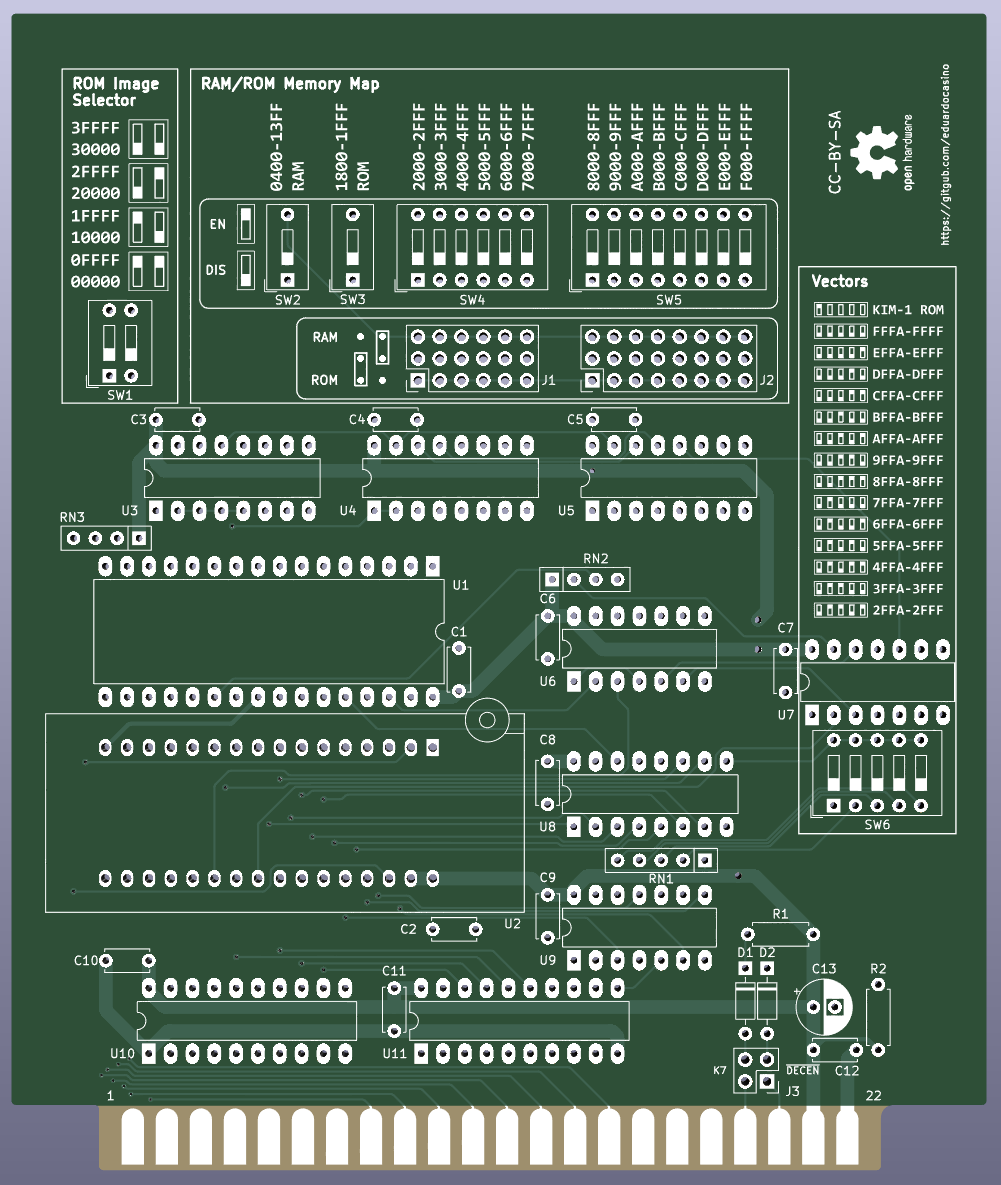 ROM Image
Selector
3FFFF
30000
2FFFF
20000
1FFFF
10000
0FFFF
00000
SW1
RAM/ROM Memory Map
0400-13FF
RAM
1800-1FFF
ROM
2000-2FFF
3000-3FFF
4000-4FFF
5000-5FFF
6000-6FFF
7000-7FFF
8000-8FFF
9000-9FFF
A000-AFFF
B000-BFFF
C000-CFFF
D000-DFFF
E000-EFFF
F000-FFFF
EN
DIS
SW2
SW3
SW4
SW5
RAM
ROM
J1
J2
CC-BY-SA
open hardware
https://gitgub.com/eduardocasino
Vectors
KIM-1 ROM
FFFA-FFFF
EFFA-EFFF
DFFA-DFFF
CFFA-CFFF
BFFA-BFFF
AFFA-AFFF
9FFA-9FFF
8FFA-8FFF
7FFA-7FFF
6FFA-6FFF
5FFA-5FFF
4FFA-4FFF
3FFA-3FFF
2FFA-2FFF
C3
C4
C5
U3
U4
U5
RN3
U1
RN2
C1
C6
U6
C7
U7
SW6
C8
U8
RN1
C9
U2
C2
U9
R1
D1 D2
C10
C11
C13
R2
+
U10
U11
K7
DECEN
C12
J3
1
22